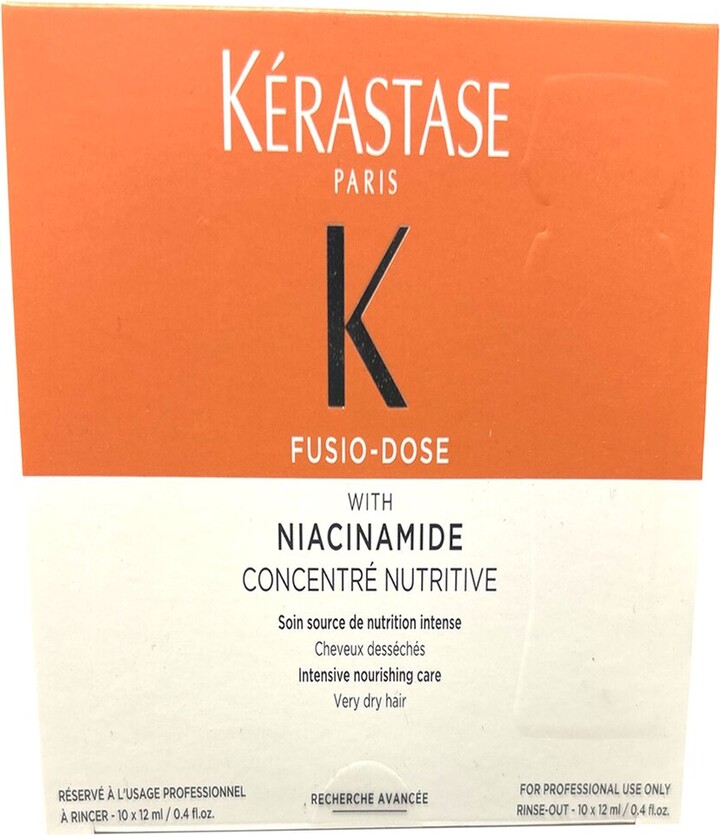 KÉRASTASE
PARIS
K
FUSIO-DOSE
WITH
NIACINAMIDE
CONCENTRÉ NUTRITIVE
Soin source de nutrition intense
Cheveux desséchés
Intensive nourishing care
Very dry hair
RÉSERVÉ À L'USAGE PROFESSIONNEL
À RINCER - 10 x 12 ml / 0.4 fl.oz.
RECHERCHE AVANCÉE
FOR PROFESSIONAL USE ONLY
RINSE-OUT - 10 x 12 ml / 0.4 fl.oz.